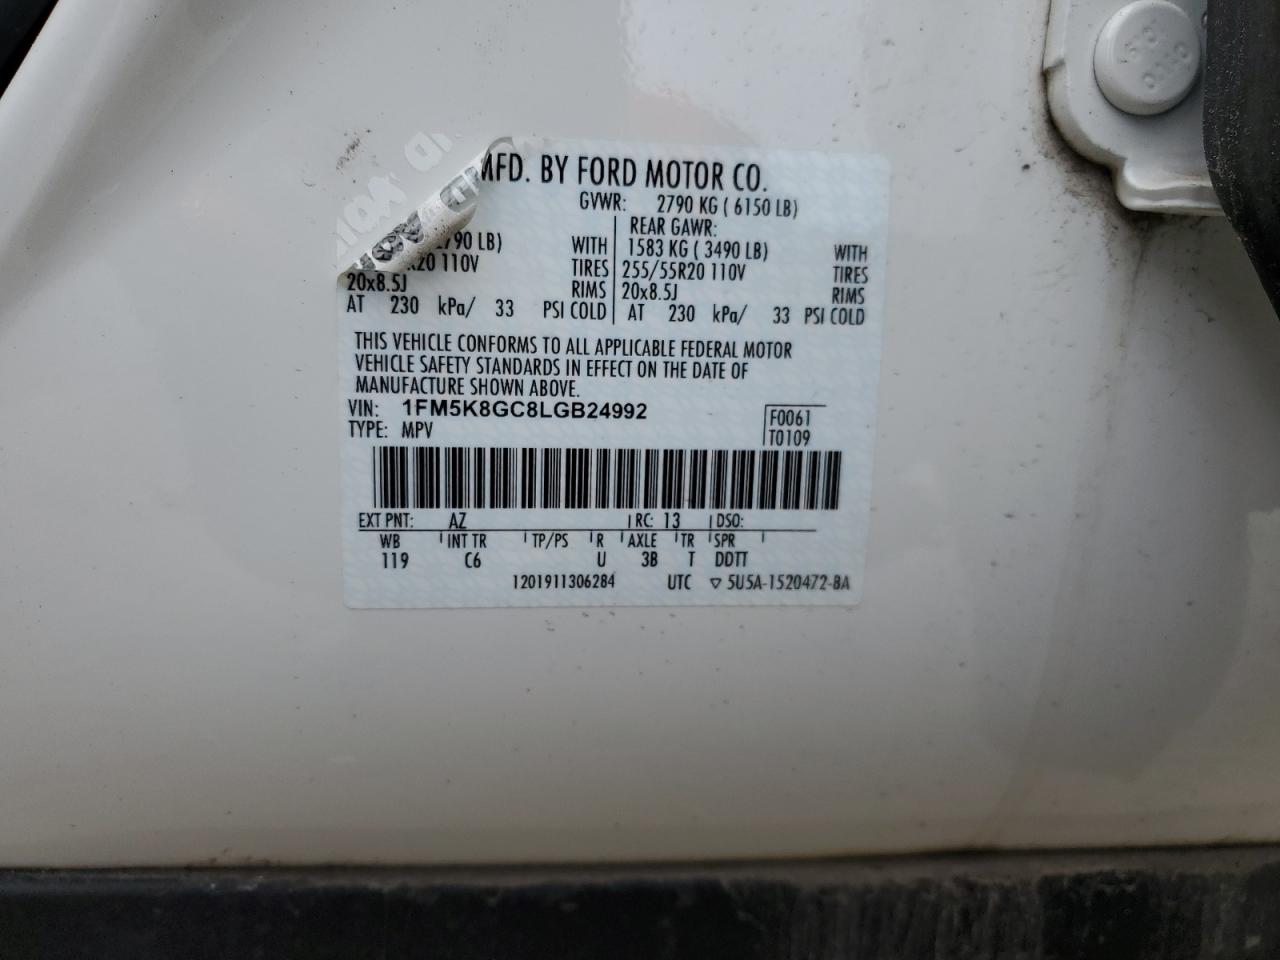 MFD. BY FORD MOTOR CO.
GVWR: 2790 KG ( 6150 LB)
REAR GAWR:
790 LB) WITH 1583 KG ( 3490 LB) WITH
R20 110V TIRES 255/55R20 110V TIRES
20x8.5J RIMS 20x8.5J RIMS
AT 230 kPa/ 33 PSI COLD AT 230 kPa/ 33 PSI COLD
THIS VEHICLE CONFORMS TO ALL APPLICABLE FEDERAL MOTOR
VEHICLE SAFETY STANDARDS IN EFFECT ON THE DATE OF
MANUFACTURE SHOWN ABOVE.
VIN: 1FM5K8GC8LGB24992 F0061
TYPE: MPV T0109
EXT PNT: AZ RC: 13 DSO:
WB INT TR TP/PS R AXLE TR SPR
119 C6 U 3B T DDTT
1201911306284 UTC ▽ 5U5A-1520472-BA